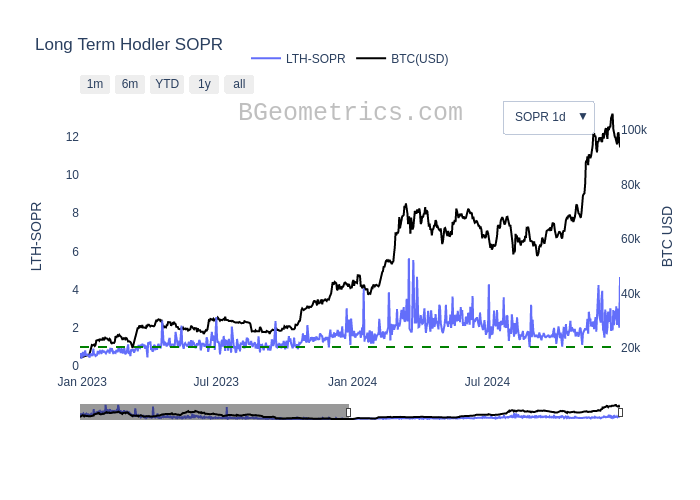 Long Term Hodler SOPR
LTH-SOPR BTC(USD)
1m 6m YTD 1y all
BGeometrics.com
SOPR 1d ▼
12
10
8
6
4
2
0
LTH-SOPR
100k
80k
60k
40k
20k
BTC USD
Jan 2023 Jul 2023 Jan 2024 Jul 2024